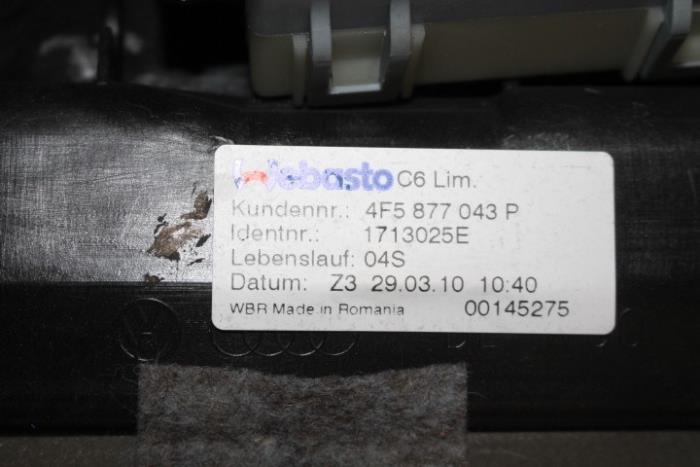 Webasto C6 Lim.
Kundennr.: 4F5 877 043 P
Identnr.: 1713025E
Lebenslauf: 04S
Datum: Z3 29.03.10 10:40
WBR Made in Romania 00145275